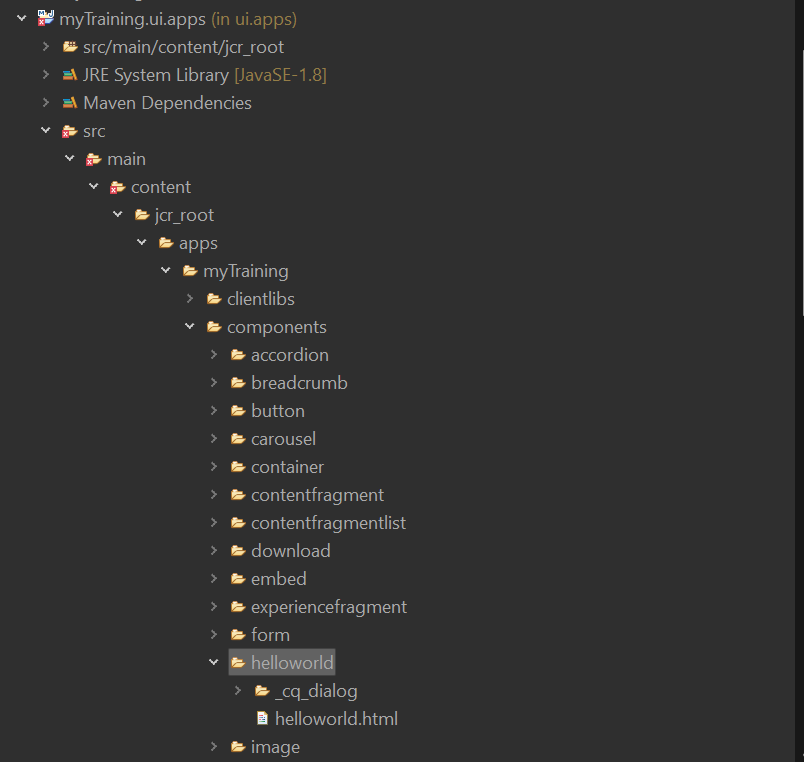 myTraining.ui.apps (in ui.apps)
src/main/content/jcr_root
JRE System Library [JavaSE-1.8]
Maven Dependencies
src
main
content
jcr_root
apps
myTraining
clientlibs
components
accordion
breadcrumb
button
carousel
container
contentfragment
contentfragmentlist
download
embed
experiencefragment
form
helloworld
_cq_dialog
helloworld.html
image